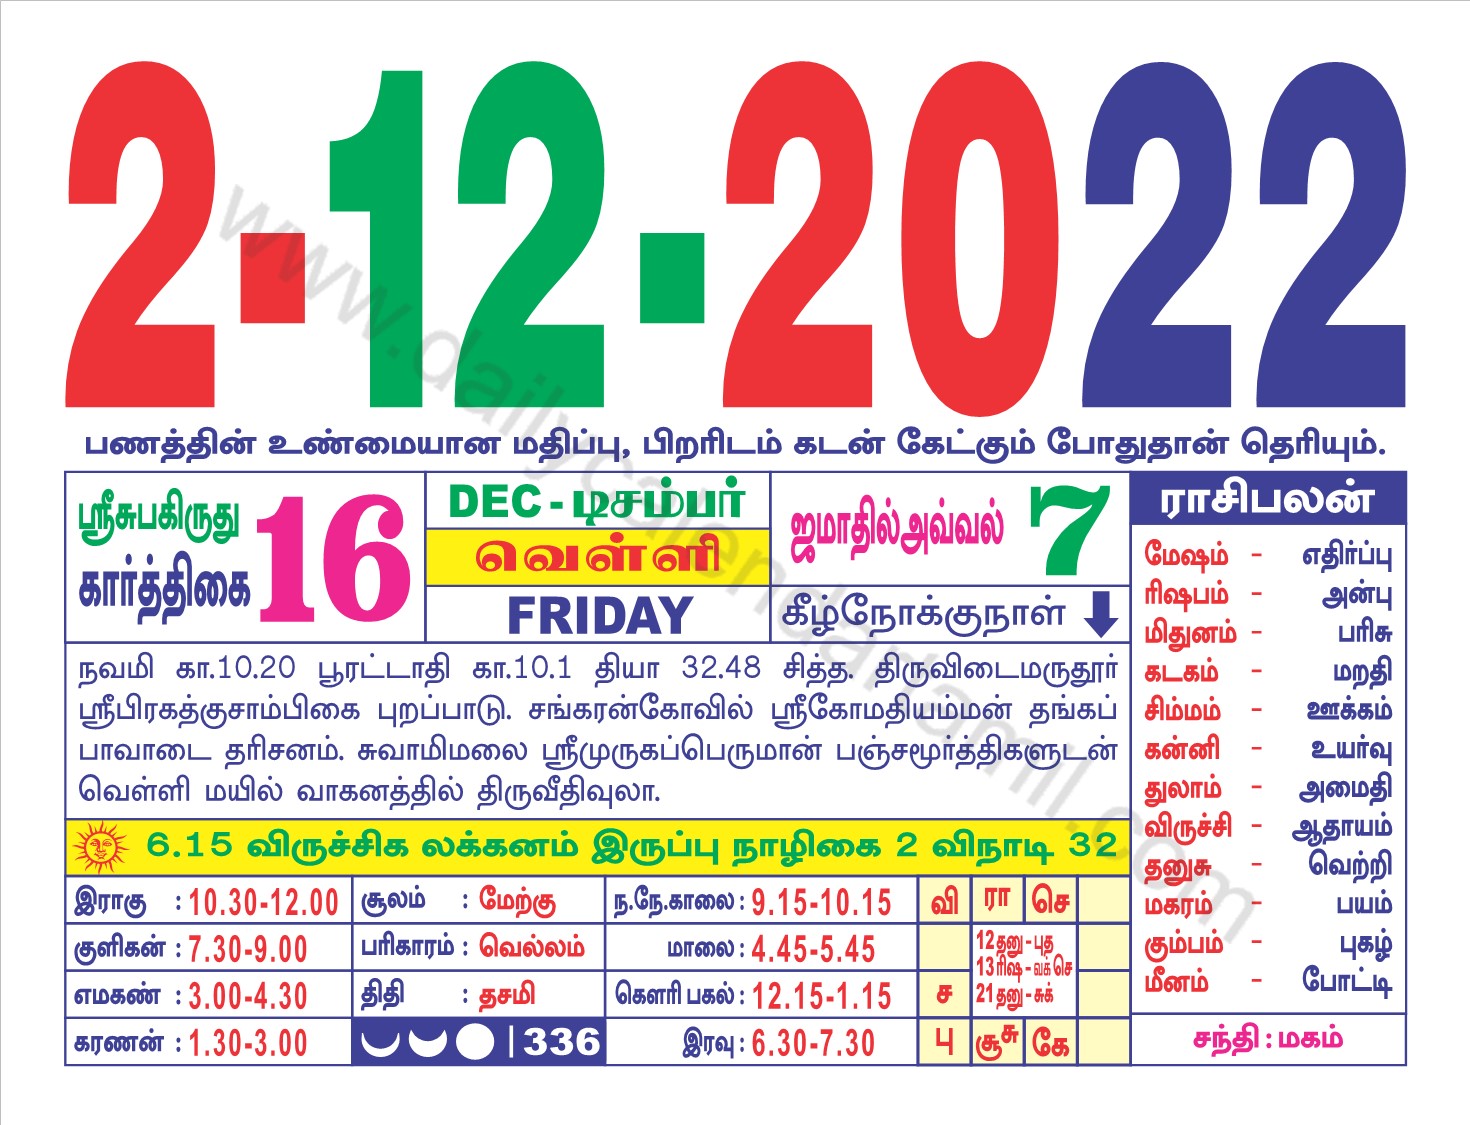 2-12-2022
பணத்தின் உண்மையான மதிப்பு, பிறரிடம் கடன் கேட்கும் போதுதான் தெரியும்.
ஸ்ரீசுபகிருது
கார்த்திகை 16
DEC - டிசம்பர்
வெள்ளி
FRIDAY
ஜமாதில்அவ்வல் 7
கீழ்நோக்குநாள்
நவமி கா.10.20 பூரட்டாதி கா.10.1 தியா 32.48 சித்த. திருவிடைமருதூர்
ஸ்ரீபிரகத்குசாம்பிகை புறப்பாடு. சங்கரன்கோவில் ஸ்ரீகோமதியம்மன் தங்கப்
பாவாடை தரிசனம். சுவாமிமலை ஸ்ரீமுருகப்பெருமான் பஞ்சமூர்த்திகளுடன்
வெள்ளி மயில் வாகனத்தில் திருவீதிவுலா.
6.15 விருச்சிக லக்கனம் இருப்பு நாழிகை 2 விநாடி 32
இராகு : 10.30-12.00
குளிகன் : 7.30-9.00
எமகண் : 3.00-4.30
கரணன் : 1.30-3.00
சூலம் : மேற்கு
பரிகாரம் : வெல்லம்
திதி : தசமி
336
ந.நே.காலை : 9.15-10.15
மாலை : 4.45-5.45
கௌரி பகல் : 12.15-1.15
இரவு : 6.30-7.30
வி ரா செ
12 தனு - புத
13 ரிஷ - வக் செ
ச 21 தனு - சுக்
பு சூசு கே
ராசிபலன்
மேஷம் - எதிர்ப்பு
ரிஷபம் - அன்பு
மிதுனம் - பரிசு
கடகம் - மறதி
சிம்மம் - ஊக்கம்
கன்னி - உயர்வு
துலாம் - அமைதி
விருச்சி - ஆதாயம்
தனுசு - வெற்றி
மகரம் - பயம்
கும்பம் - புகழ்
மீனம் - போட்டி
சந்தி : மகம்
www.dailycalendartamil.com